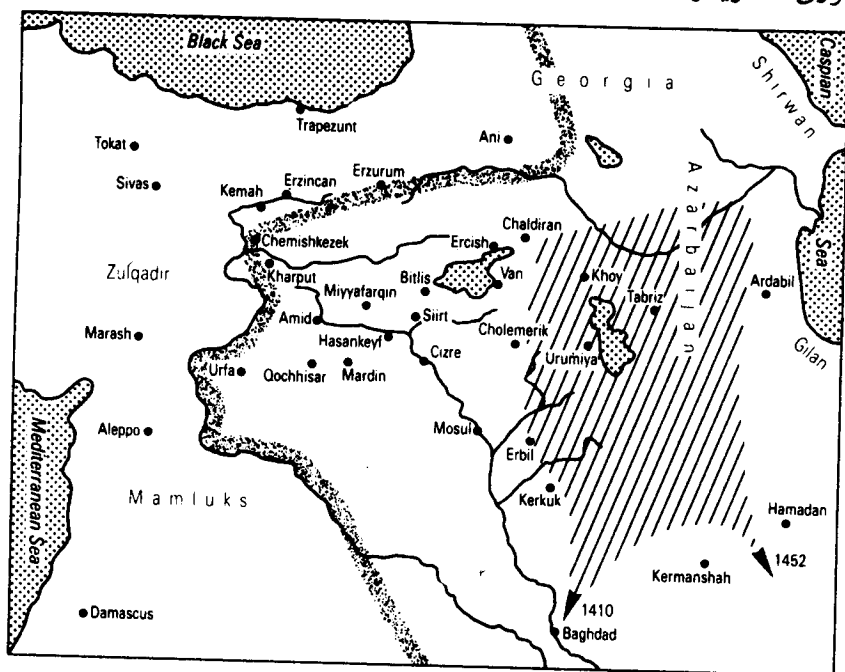 Black Sea
Caspian
Sea
Georgia
Shirwan
Trapezunt
Ani
Tokat
Sivas
Erzurum
Erzincan
Kemah
Azarbaijan
Chemishkezek
Chaldiran
Ercish
Zulqadir
Kharput
Bitlis
Van
Khoy
Miyyafarqin
Tabriz
Ardabil
Amid
Siirt
Marash
Hasankeyf
Cholemerik
Gilan
Urfa
Qochhisar
Mardin
Cizre
Urumiya
Mediterranean Sea
Aleppo
Mosul
Erbil
Mamluks
Kerkuk
Hamadan
Kermanshah
1452
1410
Damascus
Baghdad